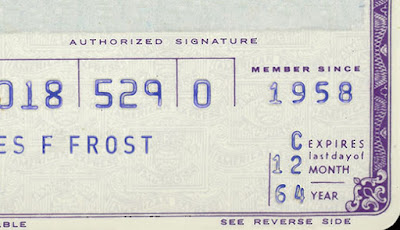 AUTHORIZED SIGNATURE
MEMBER SINCE
018 529 0
1958
ES F FROST
C EXPIRES
last day of
12 MONTH
64 YEAR
BLE
SEE REVERSE SIDE